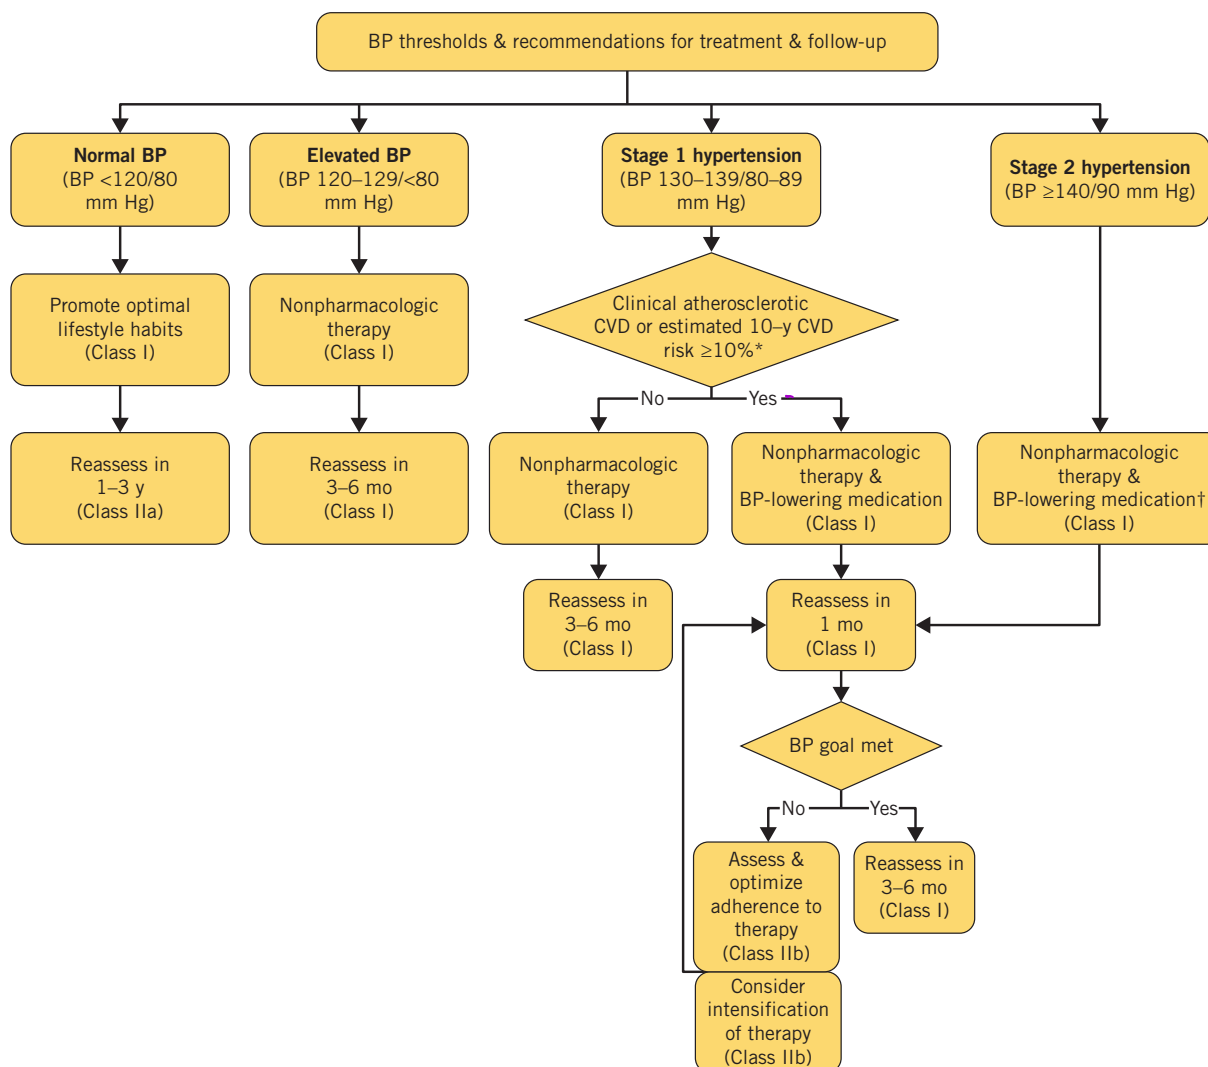 BP thresholds & recommendations for treatment & follow-up
Normal BP
(BP <120/80
mm Hg)
Elevated BP
(BP 120–129/<80
mm Hg)
Stage 1 hypertension
(BP 130–139/80–89
mm Hg)
Stage 2 hypertension
(BP ≥140/90 mm Hg)
Promote optimal
lifestyle habits
(Class I)
Nonpharmacologic
therapy
(Class I)
Clinical atherosclerotic
CVD or estimated 10–y CVD
risk ≥10%*
No
Yes
Reassess in
1–3 y
(Class IIa)
Reassess in
3–6 mo
(Class I)
Nonpharmacologic
therapy
(Class I)
Nonpharmacologic
therapy &
BP-lowering medication
(Class I)
Nonpharmacologic
therapy &
BP-lowering medication†
(Class I)
Reassess in
3–6 mo
(Class I)
Reassess in
1 mo
(Class I)
BP goal met
No
Yes
Assess &
optimize
adherence to
therapy
(Class IIb)
Reassess in
3–6 mo
(Class I)
Consider
intensification
of therapy
(Class IIb)